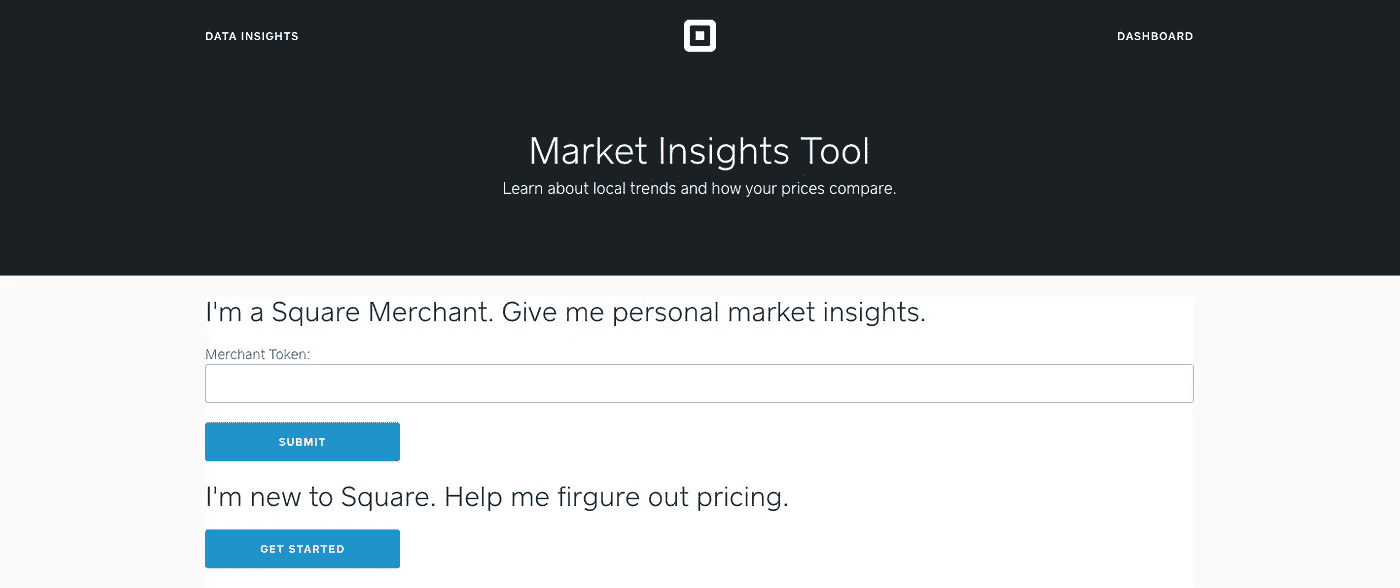 DATA INSIGHTS
DASHBOARD
Market Insights Tool
Learn about local trends and how your prices compare.
I'm a Square Merchant. Give me personal market insights.
Merchant Token:
SUBMIT
I'm new to Square. Help me firgure out pricing.
GET STARTED